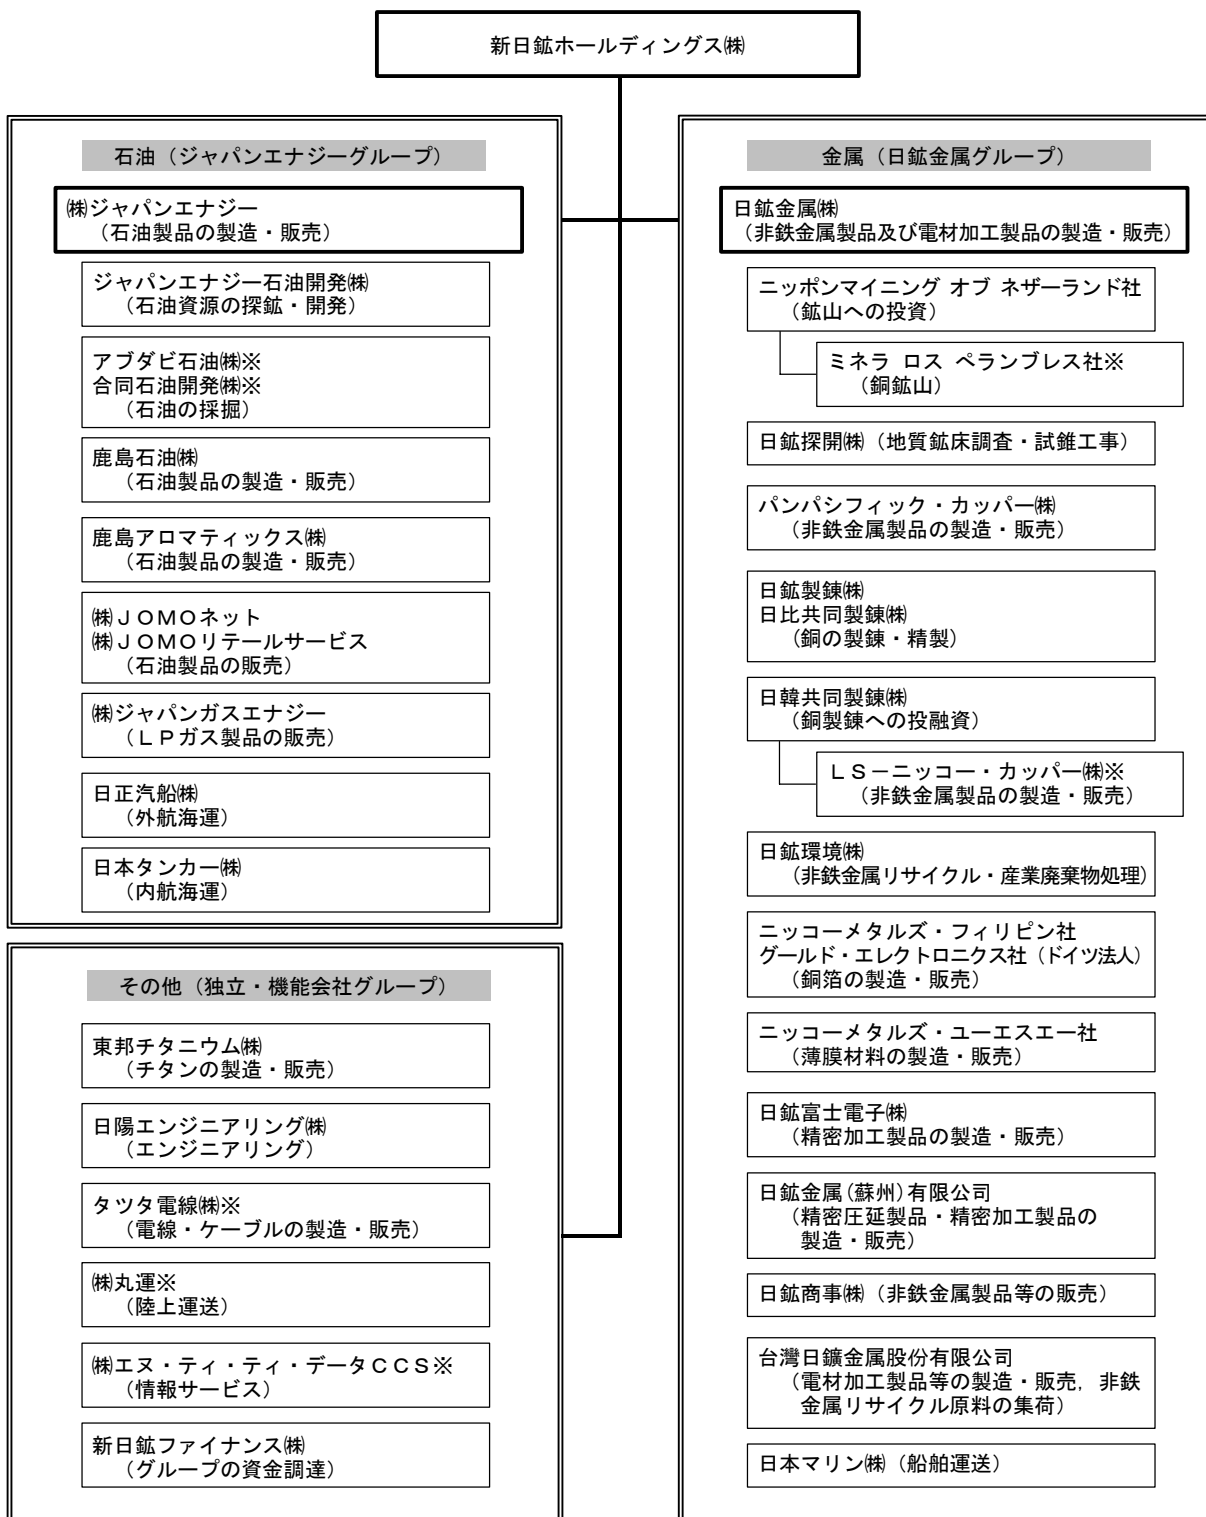 新日鉱ホールディングス㈱
石油（ジャパンエナジーグループ）
㈱ジャパンエナジー
（石油製品の製造・販売）
ジャパンエナジー石油開発㈱
（石油資源の探鉱・開発）
アブダビ石油㈱※
合同石油開発㈱※
（石油の採掘）
鹿島石油㈱
（石油製品の製造・販売）
鹿島アロマティックス㈱
（石油製品の製造・販売）
㈱ＪＯＭＯネット
㈱ＪＯＭＯリテールサービス
（石油製品の販売）
㈱ジャパンガスエナジー
（ＬＰガス製品の販売）
日正汽船㈱
（外航海運）
日本タンカー㈱
（内航海運）
その他（独立・機能会社グループ）
東邦チタニウム㈱
（チタンの製造・販売）
日陽エンジニアリング㈱
（エンジニアリング）
タツタ電線㈱※
（電線・ケーブルの製造・販売）
㈱丸運※
（陸上運送）
㈱エヌ・ティ・ティ・データＣＣＳ※
（情報サービス）
新日鉱ファイナンス㈱
（グループの資金調達）
金属（日鉱金属グループ）
日鉱金属㈱
（非鉄金属製品及び電材加工製品の製造・販売）
ニッポンマイニング オブ ネザーランド社
（鉱山への投資）
ミネラ ロス ペランブレス社※
（銅鉱山）
日鉱探開㈱（地質鉱床調査・試錐工事）
パンパシフィック・カッパー㈱
（非鉄金属製品の製造・販売）
日鉱製錬㈱
日比共同製錬㈱
（銅の製錬・精製）
日韓共同製錬㈱
（銅製錬への投融資）
ＬＳ－ニッコー・カッパー㈱※
（非鉄金属製品の製造・販売）
日鉱環境㈱
（非鉄金属リサイクル・産業廃棄物処理）
ニッコーメタルズ・フィリピン社
グールド・エレクトロニクス社（ドイツ法人）
（銅箔の製造・販売）
ニッコーメタルズ・ユーエスエー社
（薄膜材料の製造・販売）
日鉱富士電子㈱
（精密加工製品の製造・販売）
日鉱金属(蘇州)有限公司
（精密圧延製品・精密加工製品の
製造・販売）
日鉱商事㈱（非鉄金属製品等の販売）
台灣日鑛金属股份有限公司
（電材加工製品等の製造・販売，非鉄
金属リサイクル原料の集荷）
日本マリン㈱（船舶運送）